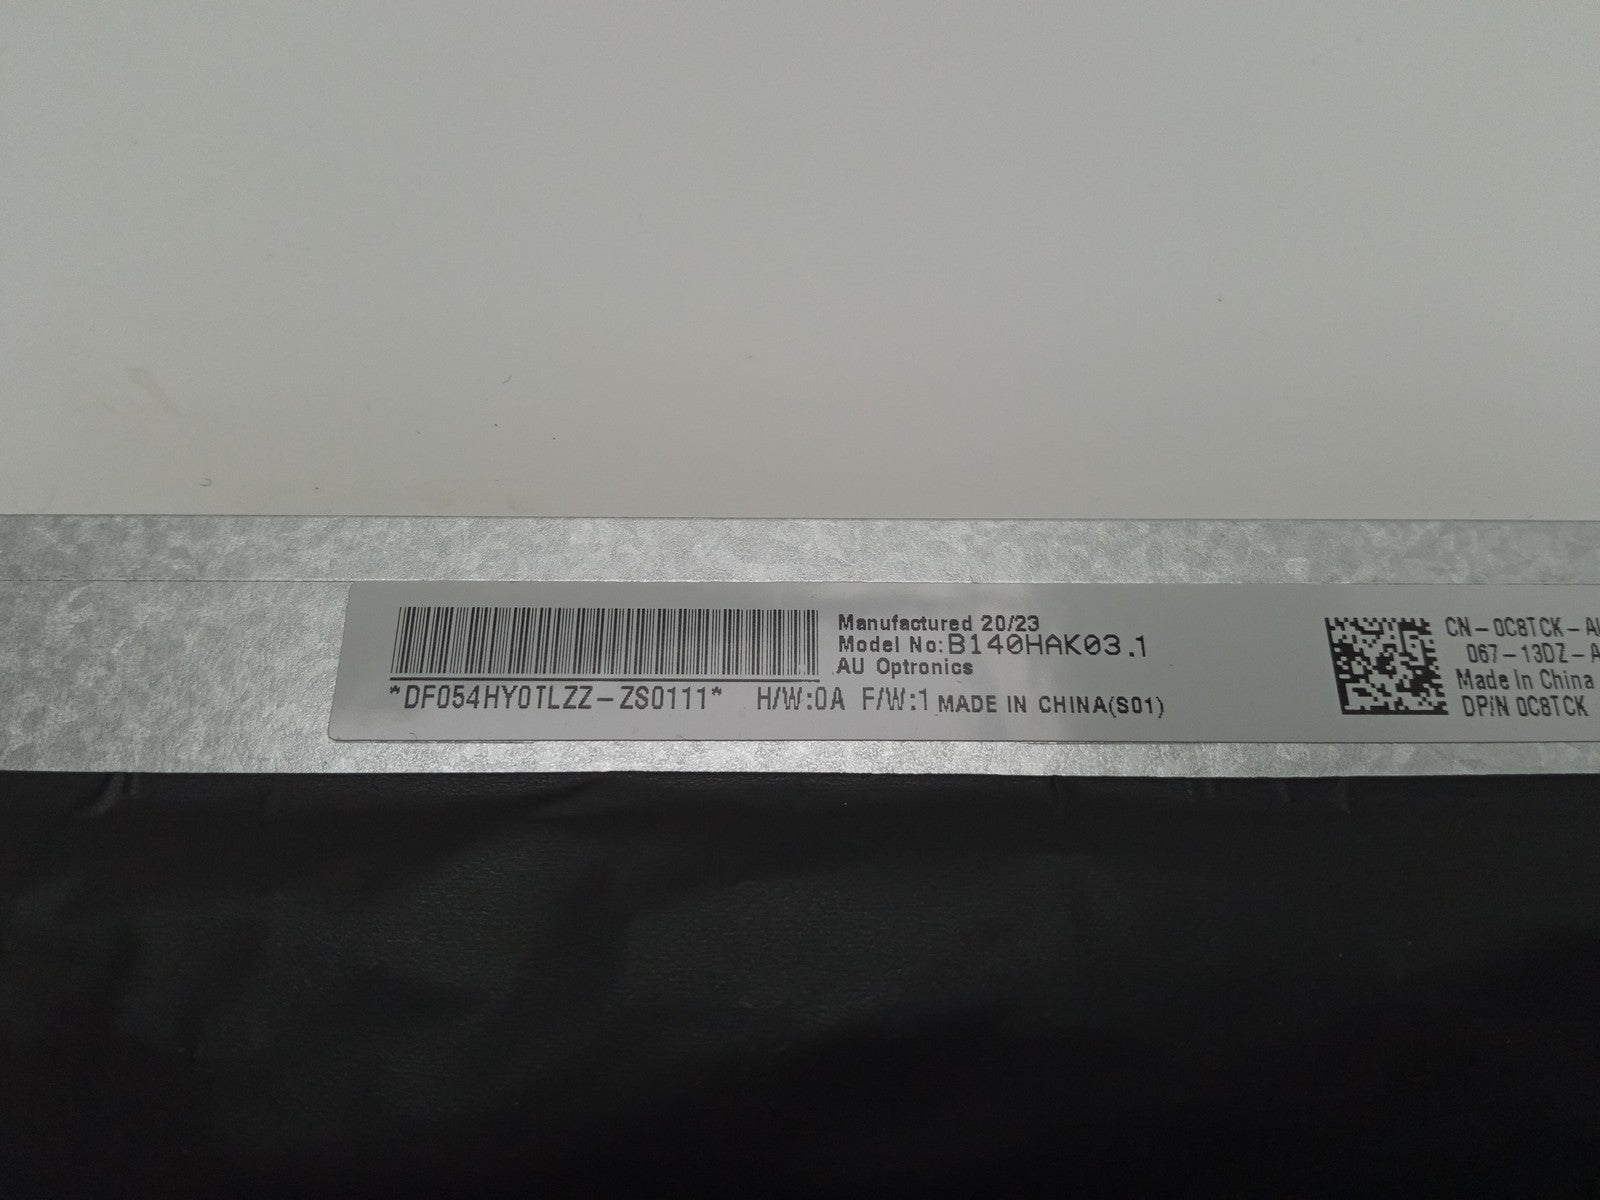 Manufactured 20/23
Model No:B140HAK03.1
AU Optronics
*DF054HY0TLZZ-ZS0111* H/W:0A F/W:1 MADE IN CHINA(S01)
CN-0C8TCK-AU
067-13DZ-A
Made In China
DP/N 0C8TCK